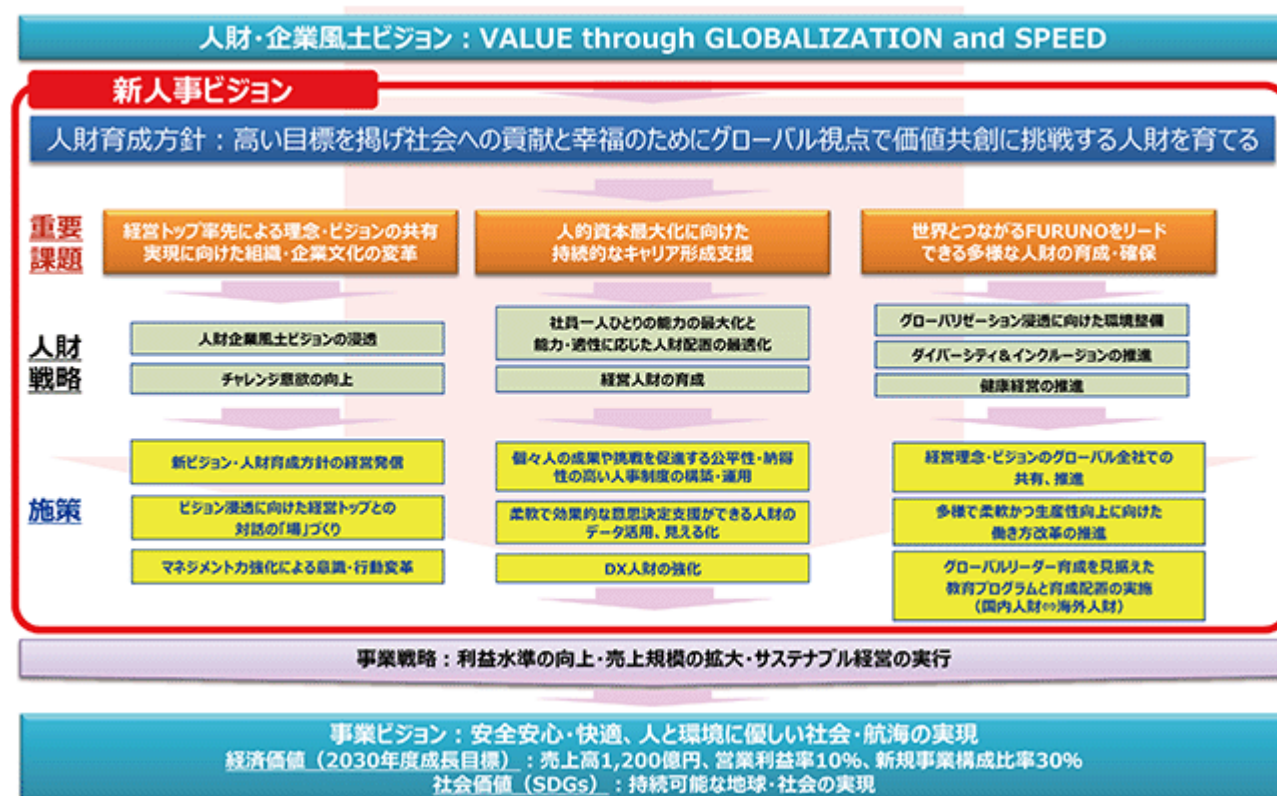 人財・企業風土ビジョン：VALUE through GLOBALIZATION and SPEED
新人事ビジョン
人財育成方針：高い目標を掲げ社会への貢献と幸福のためにグローバル視点で価値共創に挑戦する人財を育てる
重要
課題
経営トップ率先による理念・ビジョンの共有
実現に向けた組織・企業文化の変革
人的資本最大化に向けた
持続的なキャリア形成支援
世界とつながるFURUNOをリード
できる多様な人財の育成・確保
人財
戦略
人財企業風土ビジョンの浸透
チャレンジ意欲の向上
社員一人ひとりの能力の最大化と
能力・適性に応じた人財配置の最適化
経営人財の育成
グローバリゼーション浸透に向けた環境整備
ダイバーシティ&インクルージョンの推進
健康経営の推進
施策
新ビジョン・人財育成方針の経営発信
ビジョン浸透に向けた経営トップとの
対話の「場」づくり
マネジメント力強化による意識・行動変革
個々人の成果や挑戦を促進する公平性・納得
性の高い人事制度の構築・運用
柔軟で効果的な意思決定支援ができる人財の
データ活用、見える化
DX人財の強化
経営理念・ビジョンのグローバル全社での
共有、推進
多様で柔軟かつ生産性向上に向けた
働き方改革の推進
グローバルリーダー育成を見据えた
教育プログラムと育成配置の実施
（国内人財⇔海外人財）
事業戦略：利益水準の向上・売上規模の拡大・サステナブル経営の実行
事業ビジョン：安全安心・快適、人と環境に優しい社会・航海の実現
経済価値（2030年度成長目標）：売上高1,200億円、営業利益率10%、新規事業構成比率30%
社会価値（SDGs）：持続可能な地球・社会の実現